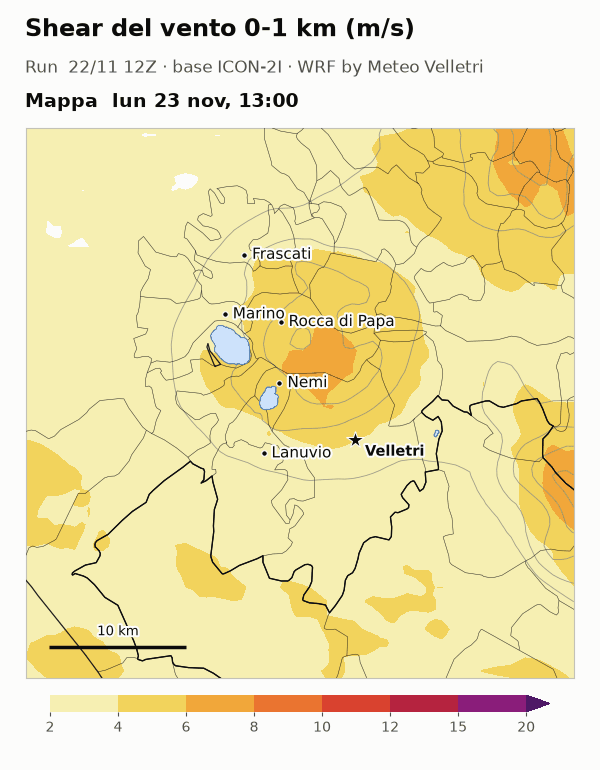 Shear del vento 0-1 km (m/s)
Run  22/11 12Z · base ICON-2I · WRF by Meteo Velletri
Mappa  lun 23 nov, 13:00
Frascati
Marino
Rocca di Papa
Nemi
Velletri
Lanuvio
10 km
2 4 6 8 10 12 15 20